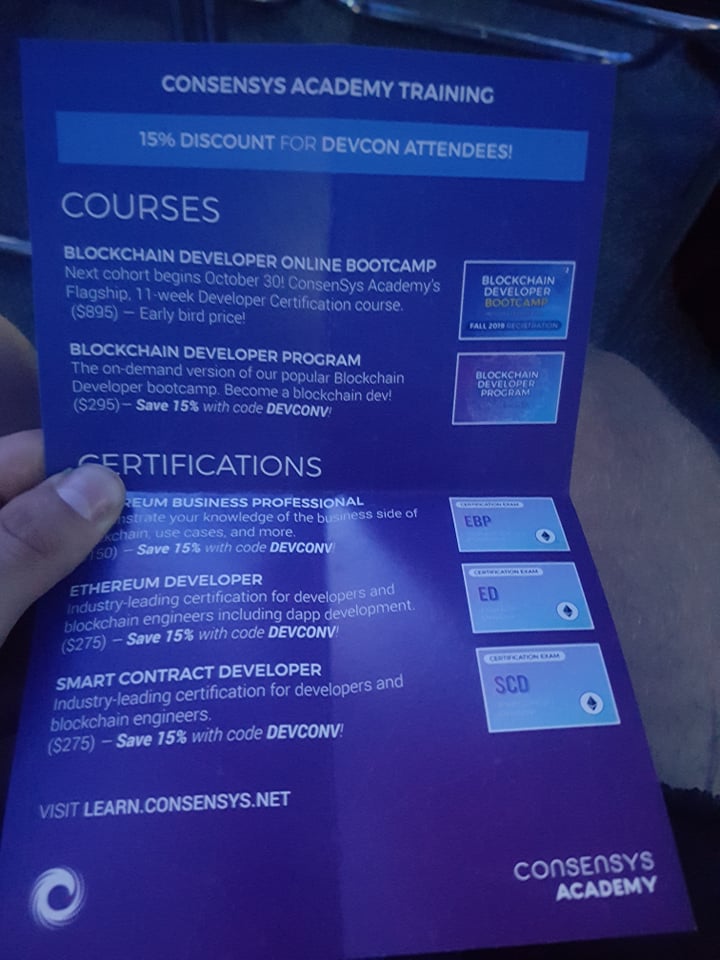 CONSENSYS ACADEMY TRAINING
15% DISCOUNT FOR DEVCON ATTENDEES!
COURSES
BLOCKCHAIN DEVELOPER ONLINE BOOTCAMP
Next cohort begins October 30! ConsenSys Academy's
Flagship, 11-week Developer Certification course.
($895) — Early bird price!
BLOCKCHAIN
DEVELOPER
BOOTCAMP
FALL 2019 REGISTRATION
BLOCKCHAIN DEVELOPER PROGRAM
The on-demand version of our popular Blockchain
Developer bootcamp. Become a blockchain dev!
($295) — Save 15% with code DEVCONV!
BLOCKCHAIN
DEVELOPER
PROGRAM
CERTIFICATIONS
REUM BUSINESS PROFESSIONAL
nstrate your knowledge of the business side of
kchain, use cases, and more.
50) — Save 15% with code DEVCONV!
CERTIFICATION EXAM
EBP
ETHEREUM DEVELOPER
Industry-leading certification for developers and
blockchain engineers including dapp development.
($275) — Save 15% with code DEVCONV!
CERTIFICATION EXAM
ED
SMART CONTRACT DEVELOPER
Industry-leading certification for developers and
blockchain engineers.
($275) — Save 15% with code DEVCONV!
CERTIFICATION EXAM
SCD
VISIT LEARN.CONSENSYS.NET
CONSENSYS
ACADEMY